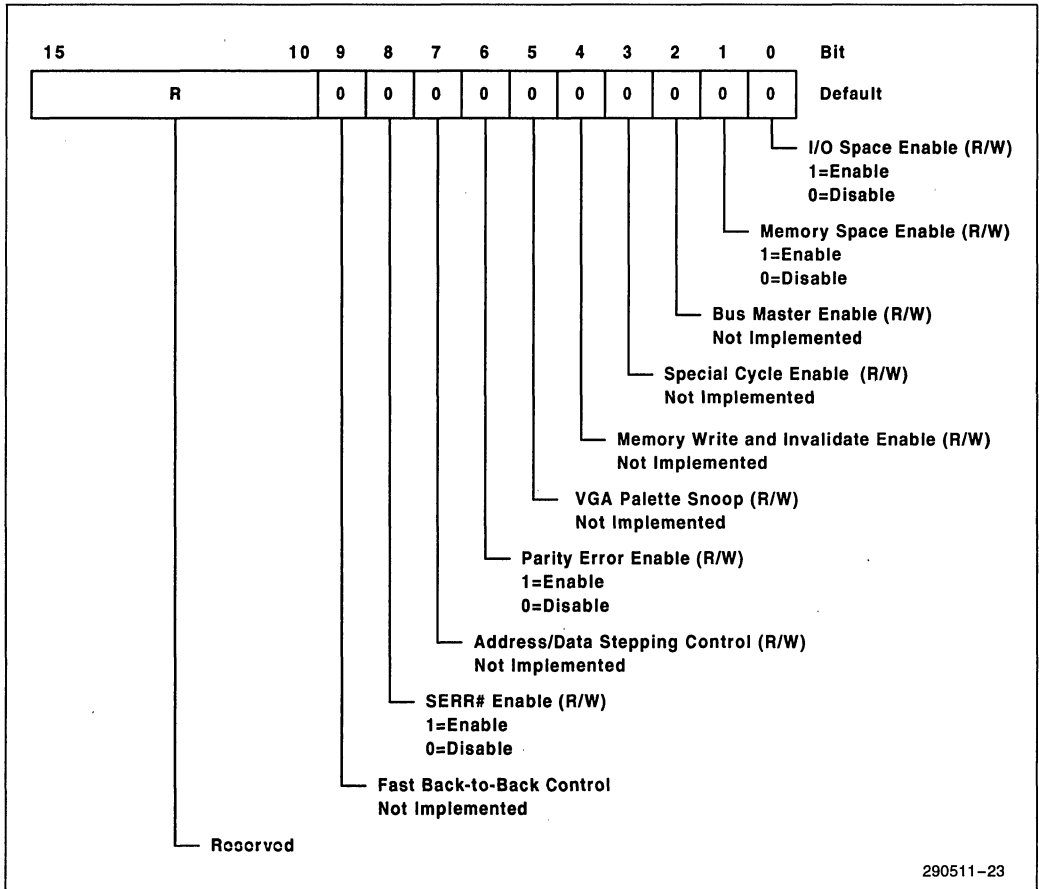 15 10 9 8 7 6 5 4 3 2 1 0 Bit
R 0 0 0 0 0 0 0 0 0 0 Default
I/O Space Enable (R/W)
1=Enable
0=Disable
Memory Space Enable (R/W)
1=Enable
0=Disable
Bus Master Enable (R/W)
Not Implemented
Special Cycle Enable (R/W)
Not Implemented
Memory Write and Invalidate Enable (R/W)
Not Implemented
VGA Palette Snoop (R/W)
Not Implemented
Parity Error Enable (R/W)
1=Enable
0=Disable
Address/Data Stepping Control (R/W)
Not Implemented
SERR# Enable (R/W)
1=Enable
0=Disable
Fast Back-to-Back Control
Not Implemented
Reserved
290511-23